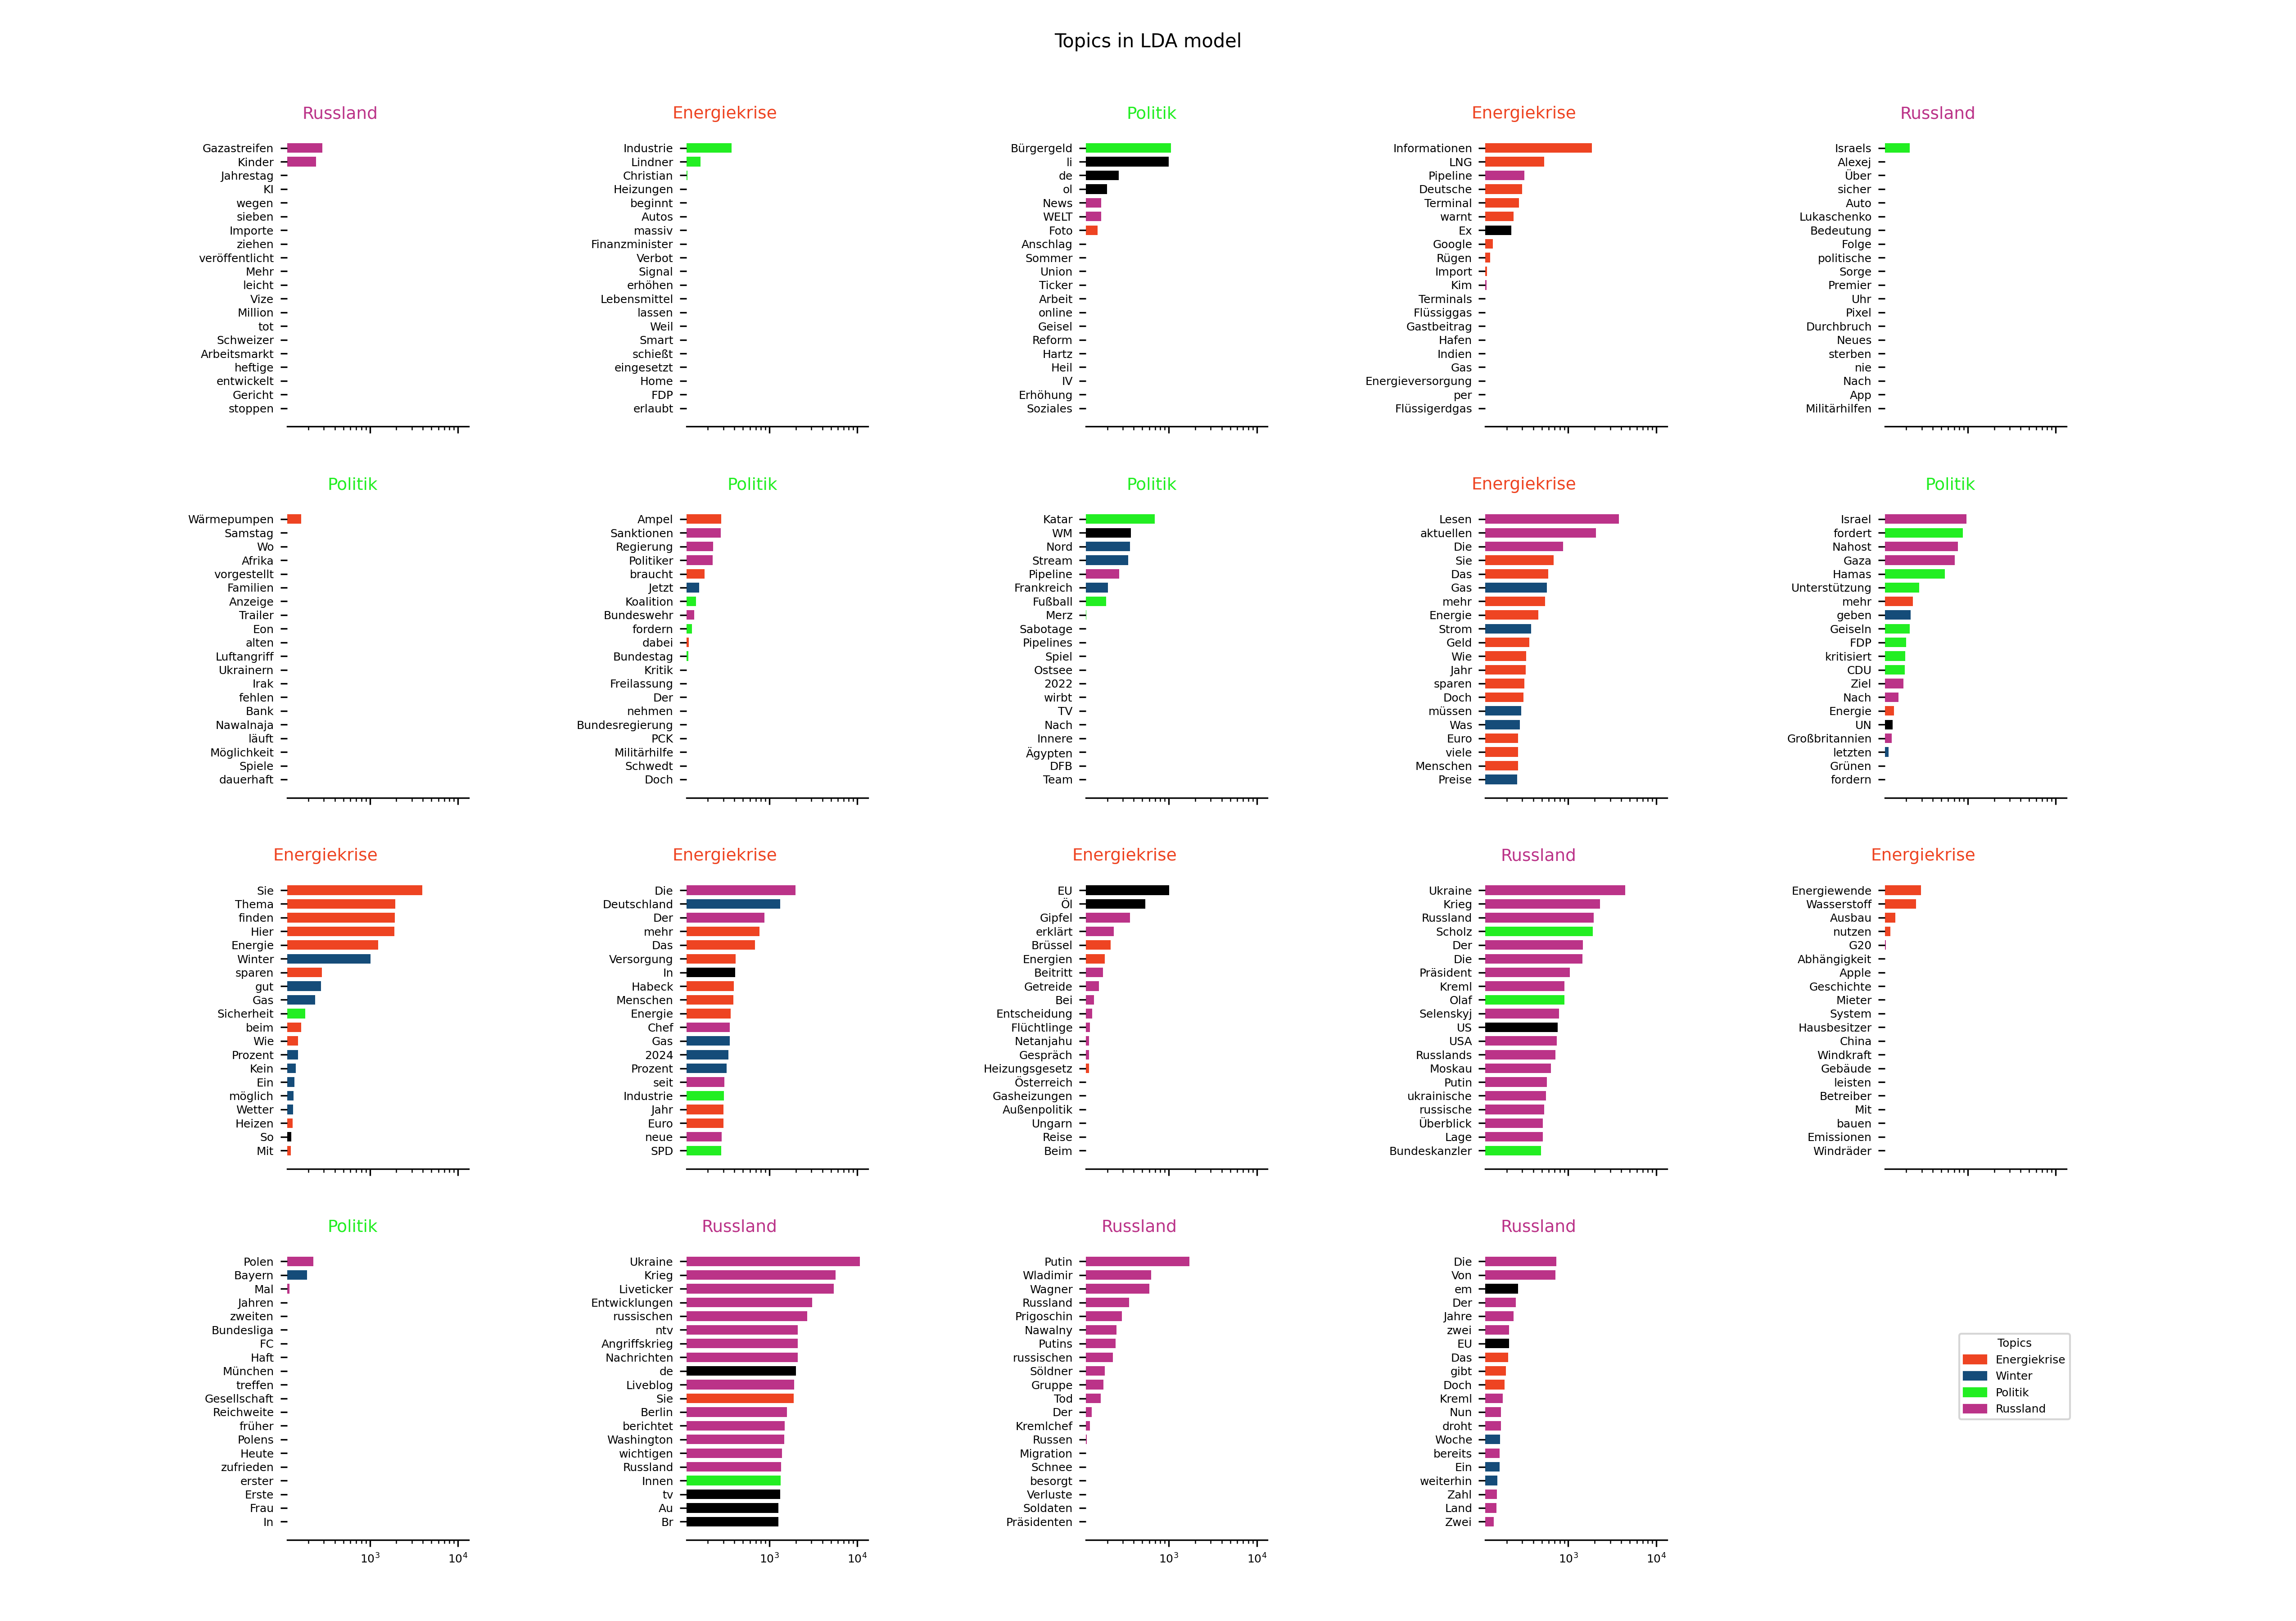 Topics in LDA model
Russland
Gazastreifen
Kinder
Jahrestag
KI
wegen
sieben
Importe
ziehen
veröffentlicht
Mehr
leicht
Vize
Million
tot
Schweizer
Arbeitsmarkt
heftige
entwickelt
Gericht
stoppen
Energiekrise
Industrie
Lindner
Christian
Heizungen
beginnt
Autos
massiv
Finanzminister
Verbot
Signal
erhöhen
Lebensmittel
lassen
Weil
Smart
schießt
eingesetzt
Home
FDP
erlaubt
Politik
Bürgergeld
li
de
ol
News
WELT
Foto
Anschlag
Sommer
Union
Ticker
Arbeit
online
Geisel
Reform
Hartz
Heil
IV
Erhöhung
Soziales
Energiekrise
Informationen
LNG
Pipeline
Deutsche
Terminal
warnt
Ex
Google
Rügen
Import
Kim
Terminals
Flüssiggas
Gastbeitrag
Hafen
Indien
Gas
Energieversorgung
per
Flüssigerdgas
Russland
Israels
Alexej
Über
sicher
Auto
Lukaschenko
Bedeutung
Folge
politische
Sorge
Premier
Uhr
Pixel
Durchbruch
Neues
sterben
nie
Nach
App
Militärhilfen
Politik
Wärmepumpen
Samstag
Wo
Afrika
vorgestellt
Familien
Anzeige
Trailer
Eon
alten
Luftangriff
Ukrainern
Irak
fehlen
Bank
Nawalnaja
läuft
Möglichkeit
Spiele
dauerhaft
Politik
Ampel
Sanktionen
Regierung
Politiker
braucht
Jetzt
Koalition
Bundeswehr
fordern
dabei
Bundestag
Kritik
Freilassung
Der
nehmen
Bundesregierung
PCK
Militärhilfe
Schwedt
Doch
Politik
Katar
WM
Nord
Stream
Pipeline
Frankreich
Fußball
Merz
Sabotage
Pipelines
Spiel
Ostsee
2022
wirbt
TV
Nach
Innere
Ägypten
DFB
Team
Energiekrise
Lesen
aktuellen
Die
Sie
Das
Gas
mehr
Energie
Strom
Geld
Wie
Jahr
sparen
Doch
müssen
Was
Euro
viele
Menschen
Preise
Politik
Israel
fordert
Nahost
Gaza
Hamas
Unterstützung
mehr
geben
Geiseln
FDP
kritisiert
CDU
Ziel
Nach
Energie
UN
Großbritannien
letzten
Grünen
fordern
Energiekrise
Sie
Thema
finden
Hier
Energie
Winter
sparen
gut
Gas
Sicherheit
beim
Wie
Prozent
Kein
Ein
möglich
Wetter
Heizen
So
Mit
Energiekrise
Die
Deutschland
Der
mehr
Das
Versorgung
In
Habeck
Menschen
Energie
Chef
Gas
2024
Prozent
seit
Industrie
Jahr
Euro
neue
SPD
Energiekrise
EU
Öl
Gipfel
erklärt
Brüssel
Energien
Beitritt
Getreide
Bei
Entscheidung
Flüchtlinge
Netanjahu
Gespräch
Heizungsgesetz
Österreich
Gasheizungen
Außenpolitik
Ungarn
Reise
Beim
Russland
Ukraine
Krieg
Russland
Scholz
Der
Die
Präsident
Kreml
Olaf
Selenskyj
US
USA
Russlands
Moskau
Putin
ukrainische
russische
Überblick
Lage
Bundeskanzler
Energiekrise
Energiewende
Wasserstoff
Ausbau
nutzen
G20
Abhängigkeit
Apple
Geschichte
Mieter
System
Hausbesitzer
China
Windkraft
Gebäude
leisten
Betreiber
Mit
bauen
Emissionen
Windräder
Politik
Polen
Bayern
Mal
Jahren
zweiten
Bundesliga
FC
Haft
München
treffen
Gesellschaft
Reichweite
früher
Polens
Heute
zufrieden
erster
Erste
Frau
In
10³ 10⁴
Russland
Ukraine
Krieg
Liveticker
Entwicklungen
russischen
ntv
Angriffskrieg
Nachrichten
de
Liveblog
Sie
Berlin
berichtet
Washington
wichtigen
Russland
Innen
tv
Au
Br
10³ 10⁴
Russland
Putin
Wladimir
Wagner
Russland
Prigoschin
Nawalny
Putins
russischen
Söldner
Gruppe
Tod
Der
Kremlchef
Russen
Migration
Schnee
besorgt
Verluste
Soldaten
Präsidenten
10³ 10⁴
Russland
Die
Von
em
Der
Jahre
zwei
EU
Das
gibt
Doch
Kreml
Nun
droht
Woche
bereits
Ein
weiterhin
Zahl
Land
Zwei
10³ 10⁴
Topics
Energiekrise
Winter
Politik
Russland